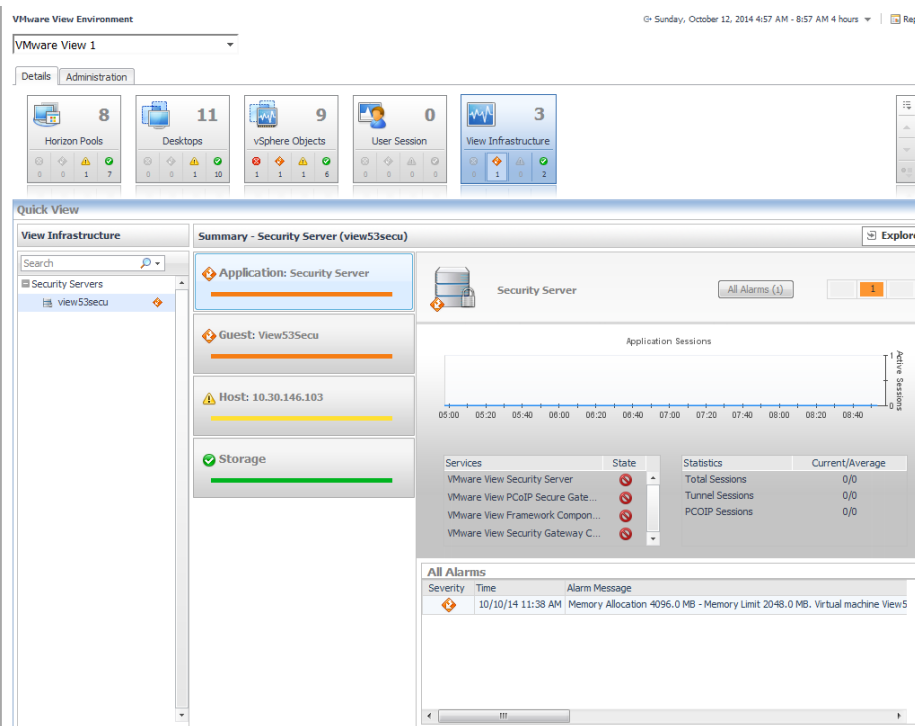 VMware View Environment
Sunday, October 12, 2014 4:57 AM - 8:57 AM 4 hours
VMware View 1
Details Administration
8 11 9 0 3
Horizon Pools Desktops vSphere Objects User Session View Infrastructure
0 0 1 7 0 0 1 10 1 1 1 6 0 0 0 0 0 1 0 2
Quick View
View Infrastructure
Search
Security Servers
view53secu
Summary - Security Server (view53secu)
Application: Security Server
Guest: View53Secu
Host: 10.30.146.103
Storage
Security Server
All Alarms (1)
1
Application Sessions
1
0
Active Sessions
05:00 05:20 05:40 06:00 06:20 06:40 07:00 07:20 07:40 08:00 08:20 08:40
Services State
VMware View Security Server
VMware View PCoIP Secure Gate...
VMware View Framework Compon...
VMware View Security Gateway C...
Statistics Current/Average
Total Sessions 0/0
Tunnel Sessions 0/0
PCOIP Sessions 0/0
All Alarms
Severity Time Alarm Message
10/10/14 11:38 AM Memory Allocation 4096.0 MB - Memory Limit 2048.0 MB. Virtual machine View5